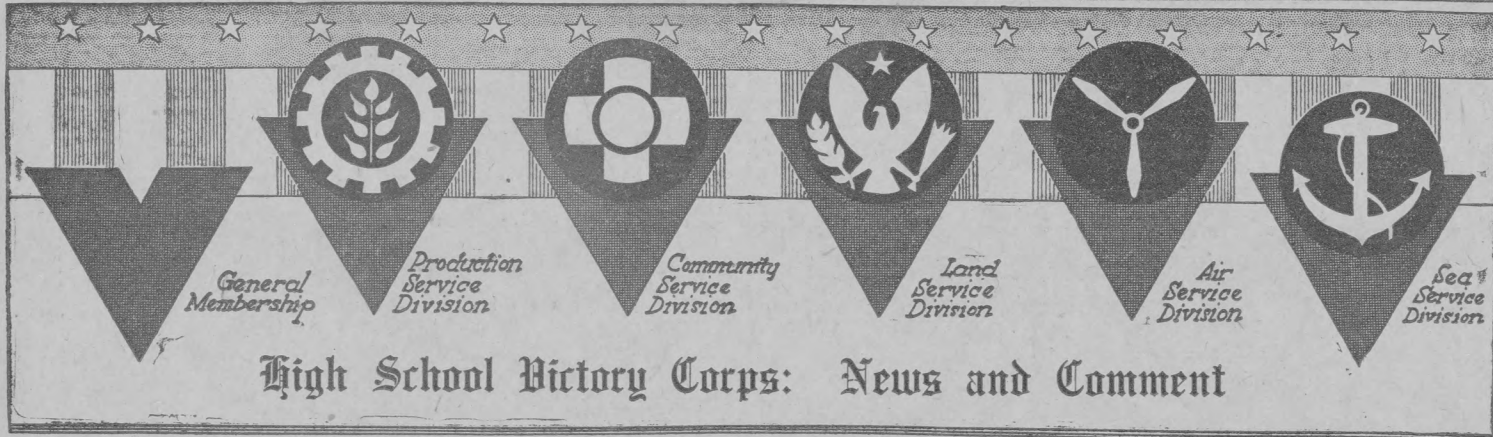 General
Membership
Production
Service
Division
Community
Service
Division
Land
Service
Division
Air
Service
Division
Sea
Service
Division
High School Victory Corps: News and Comment